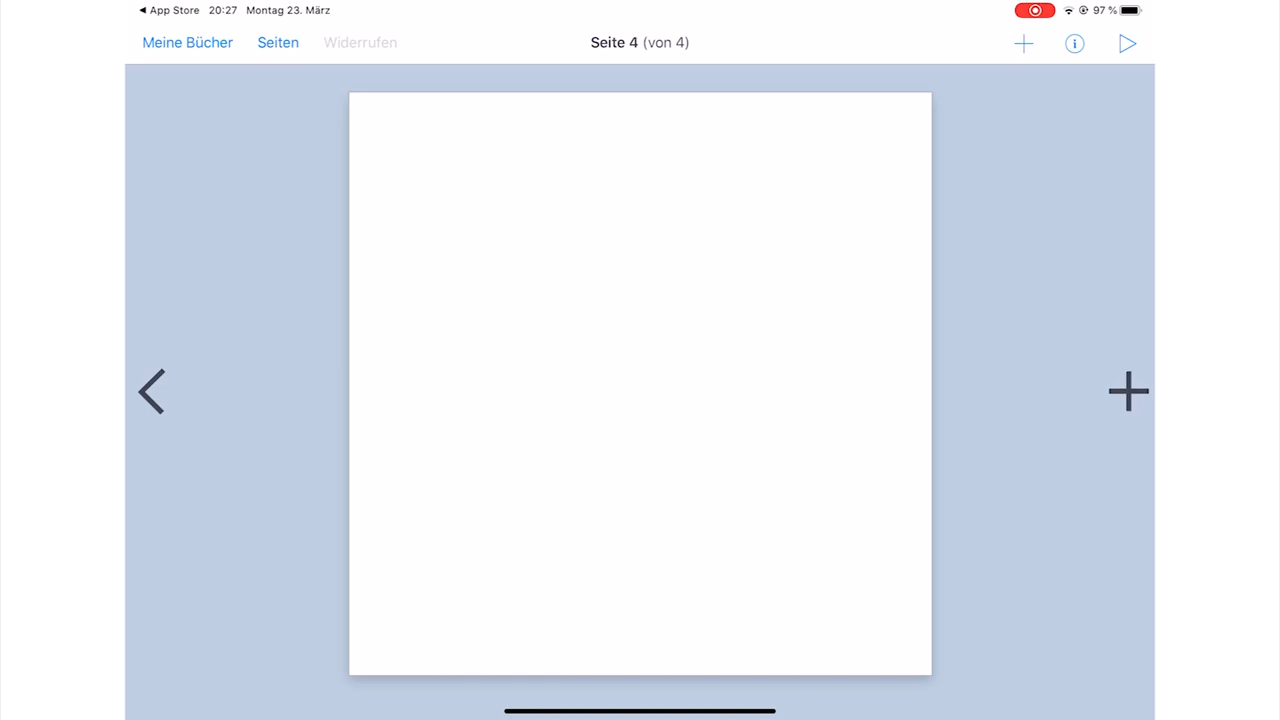 ◀ App Store 20:27 Montag 23. März 97 %
Meine Bücher Seiten Widerrufen Seite 4 (von 4)